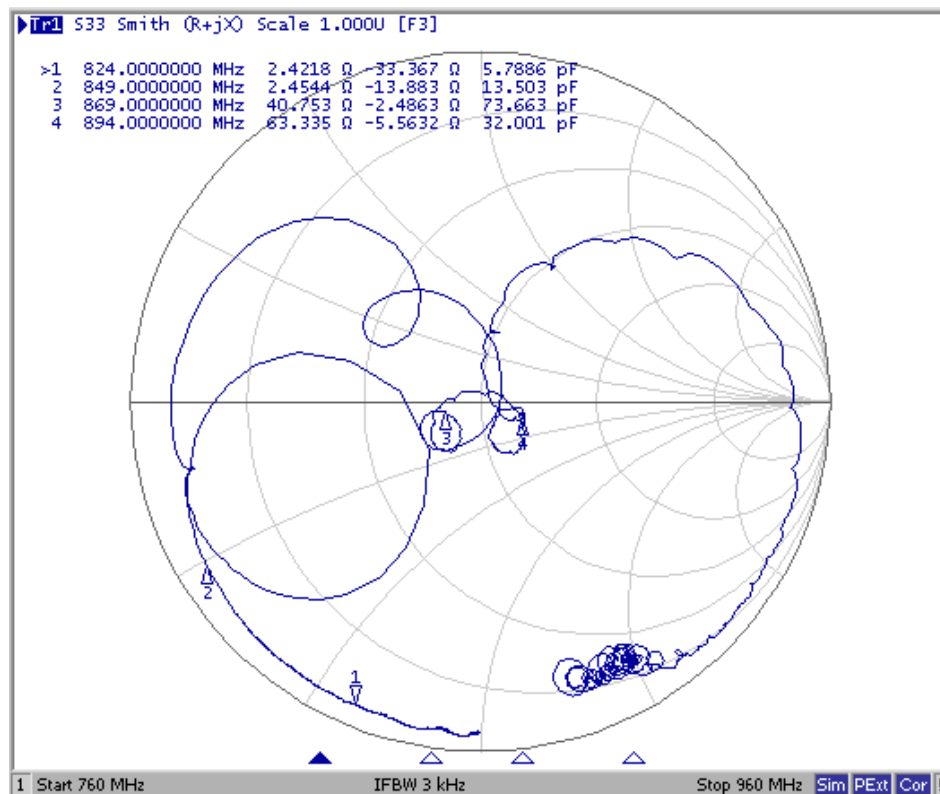 Tr1 S33 Smith (R+jX) Scale 1.000U [F3]
>1 824.0000000 MHz 2.4218 Ω -33.367 Ω 5.7886 pF
2 849.0000000 MHz 2.4544 Ω -13.883 Ω 13.503 pF
3 869.0000000 MHz 40.753 Ω -2.4863 Ω 73.663 pF
4 894.0000000 MHz 63.335 Ω -5.5632 Ω 32.001 pF
3
4
2
1
1 Start 760 MHz IFBW 3 kHz Stop 960 MHz Sim PExt Cor